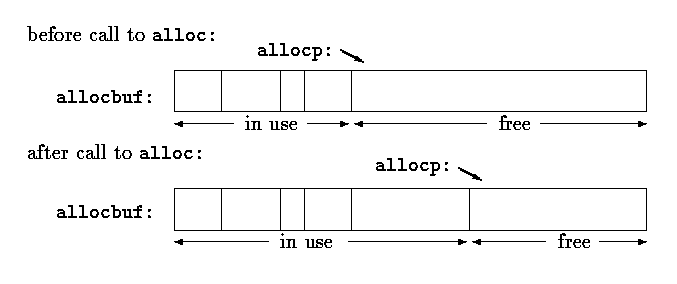 before call to alloc:
allocp:
allocbuf:
in use free
after call to alloc:
allocp:
allocbuf:
in use free